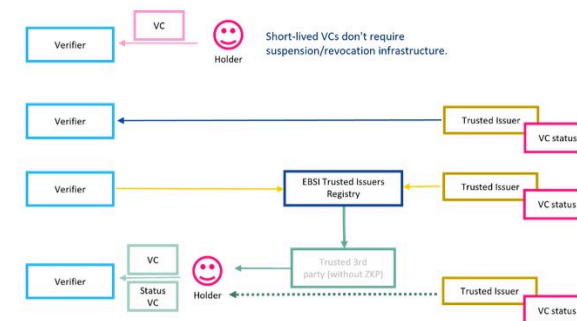 VC
Verifier
Holder
Short-lived VCs don't require
suspension/revocation infrastructure.
Verifier
Trusted Issuer
VC status
Verifier
EBSI Trusted Issuers
Registry
Trusted Issuer
VC status
VC
Verifier
Status
VC
Holder
Trusted 3rd
party (without ZKP)
Trusted Issuer
VC status